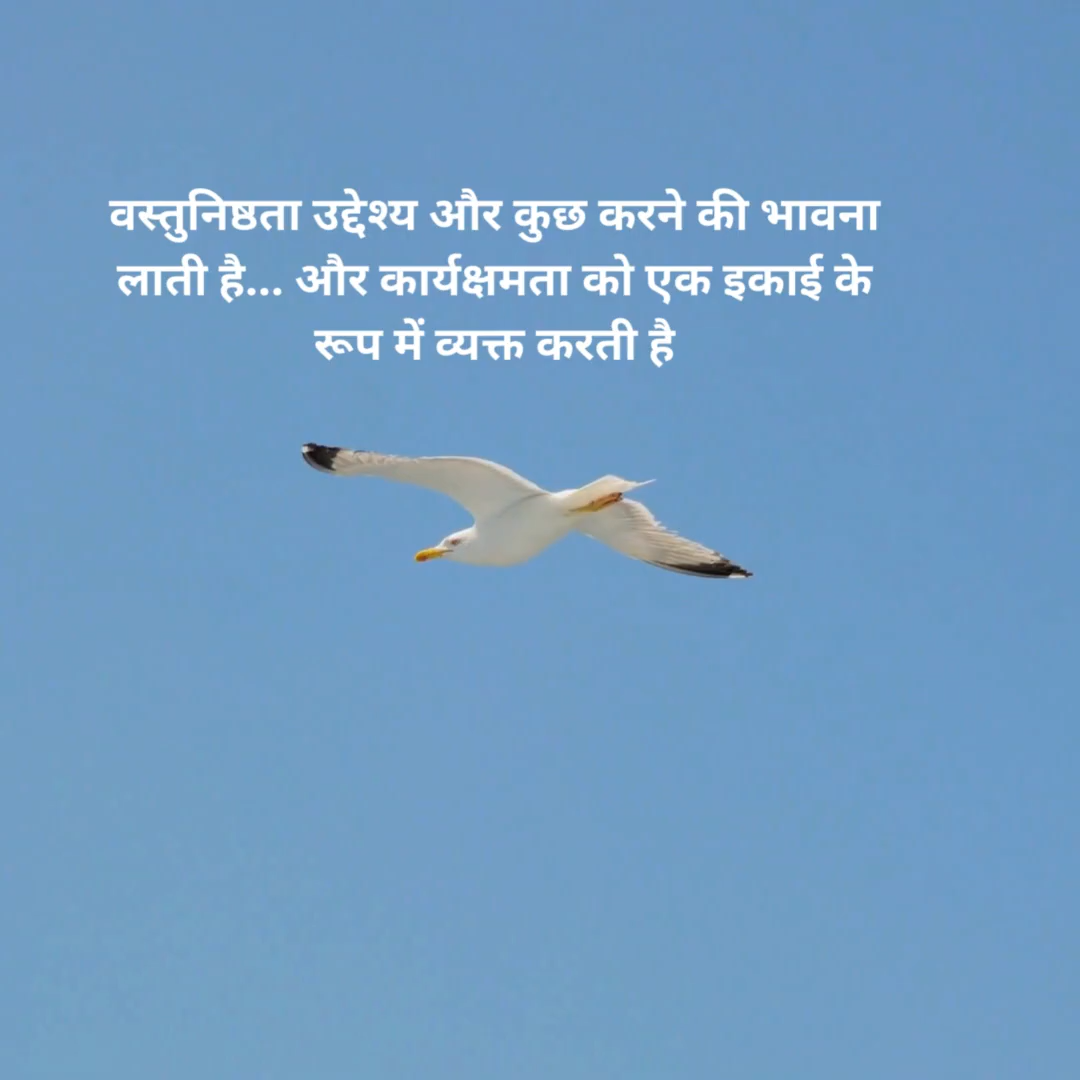 वस्तुनिष्ठता उद्देश्य और कुछ करने की भावना
लाती है... और कार्यक्षमता को एक इकाई के
रूप में व्यक्त करती है